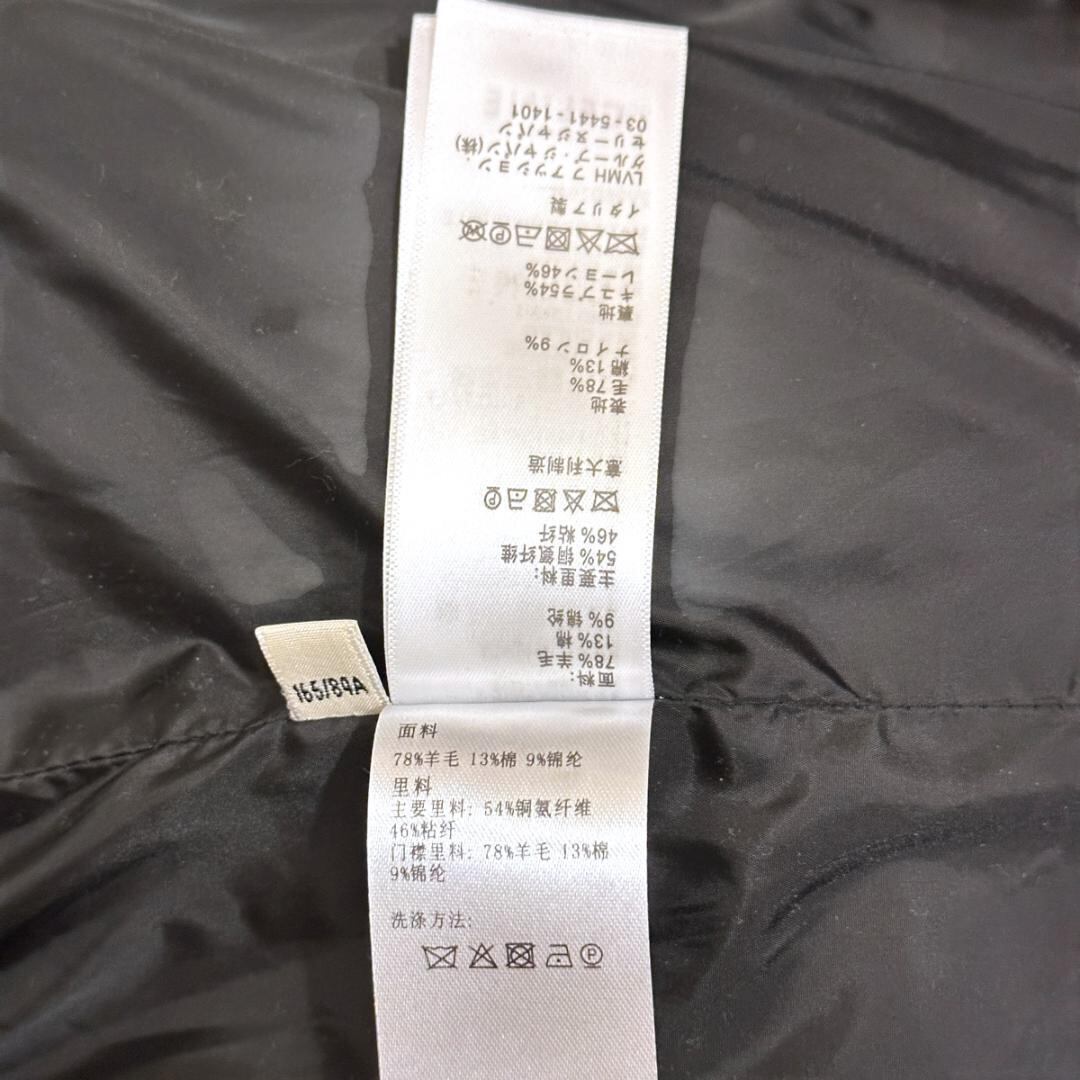 面料:
78% 羊毛
13% 棉
9% 锦纶
主要里料:
54% 铜氨纤维
46% 粘纤
意大利制造
表地
毛78%
綿13%
ナイロン 9%
裏地
キュプラ54%
レーヨン46%
イタリア製
LVMH ファッション・
グループ・ジャパン(株)
セリーヌジャパン
03-5441-1401
165/84A
面料
78%羊毛 13%棉 9%锦纶
里料
主要里料: 54%铜氨纤维
46%粘纤
门襟里料: 78%羊毛 13%棉
9%锦纶
洗涤方法: